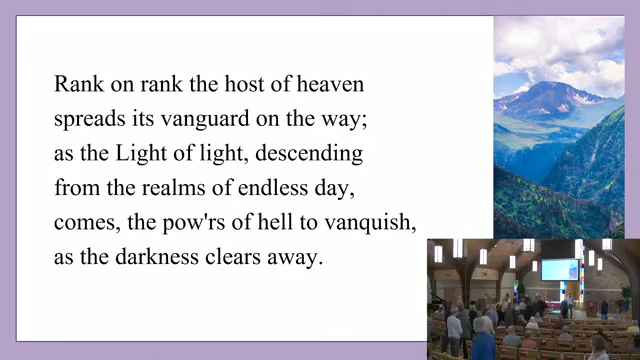 Rank on rank the host of heaven
spreads its vanguard on the way;
as the Light of light, descending
from the realms of endless day,
comes, the pow'rs of hell to vanquish,
as the darkness clears away.